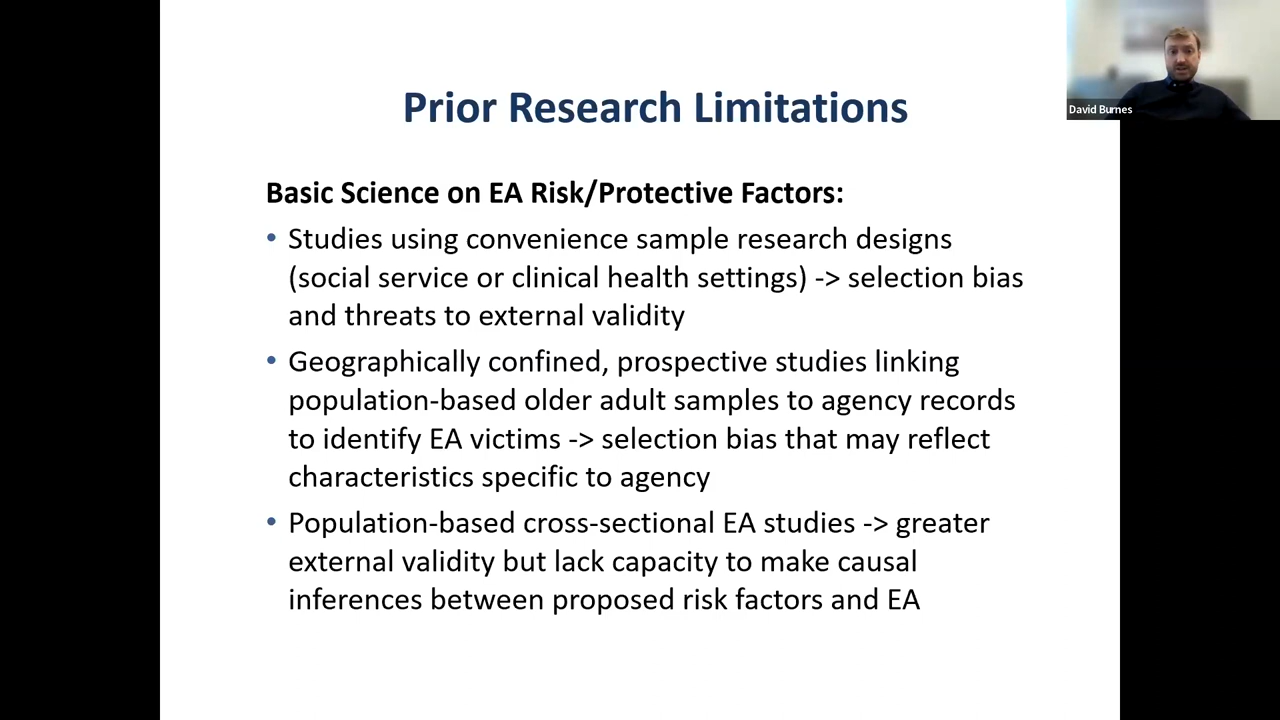 Prior Research Limitations
David Burnes
Basic Science on EA Risk/Protective Factors:
• Studies using convenience sample research designs
(social service or clinical health settings) -> selection bias
and threats to external validity
• Geographically confined, prospective studies linking
population-based older adult samples to agency records
to identify EA victims -> selection bias that may reflect
characteristics specific to agency
• Population-based cross-sectional EA studies -> greater
external validity but lack capacity to make causal
inferences between proposed risk factors and EA